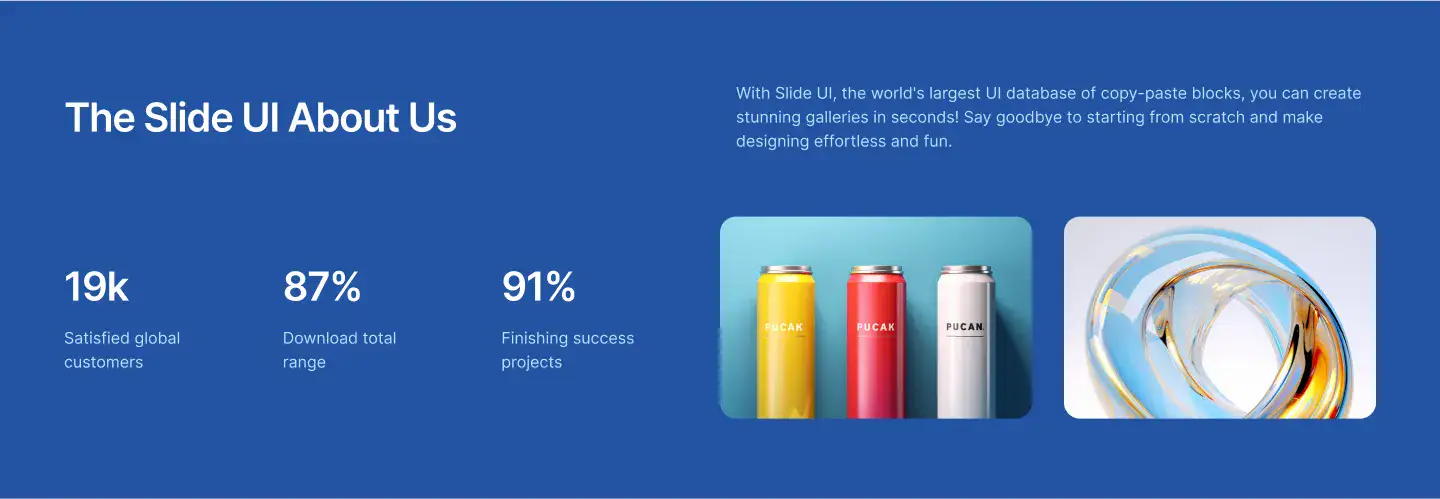 The Slide UI About Us
With Slide UI, the world's largest UI database of copy-paste blocks, you can create
stunning galleries in seconds! Say goodbye to starting from scratch and make
designing effortless and fun.
19k
Satisfied global
customers
87%
Download total
range
91%
Finishing success
projects
PUCAK
PUCAK
PUCAN.